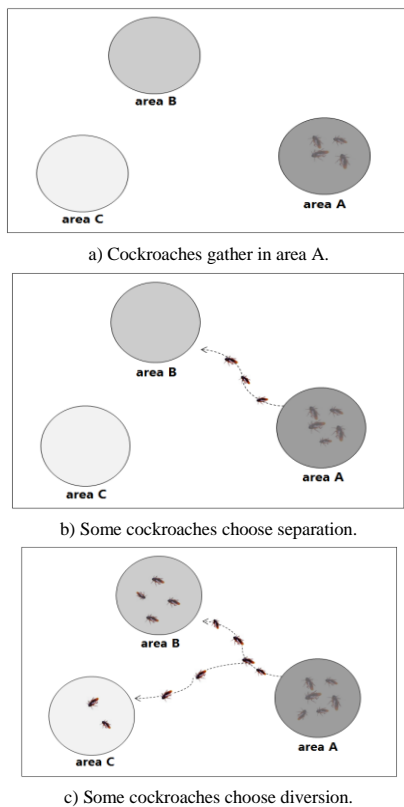 area B
area C
area A
a) Cockroaches gather in area A.
area B
area C
area A
b) Some cockroaches choose separation.
area B
area C
area A
c) Some cockroaches choose diversion.